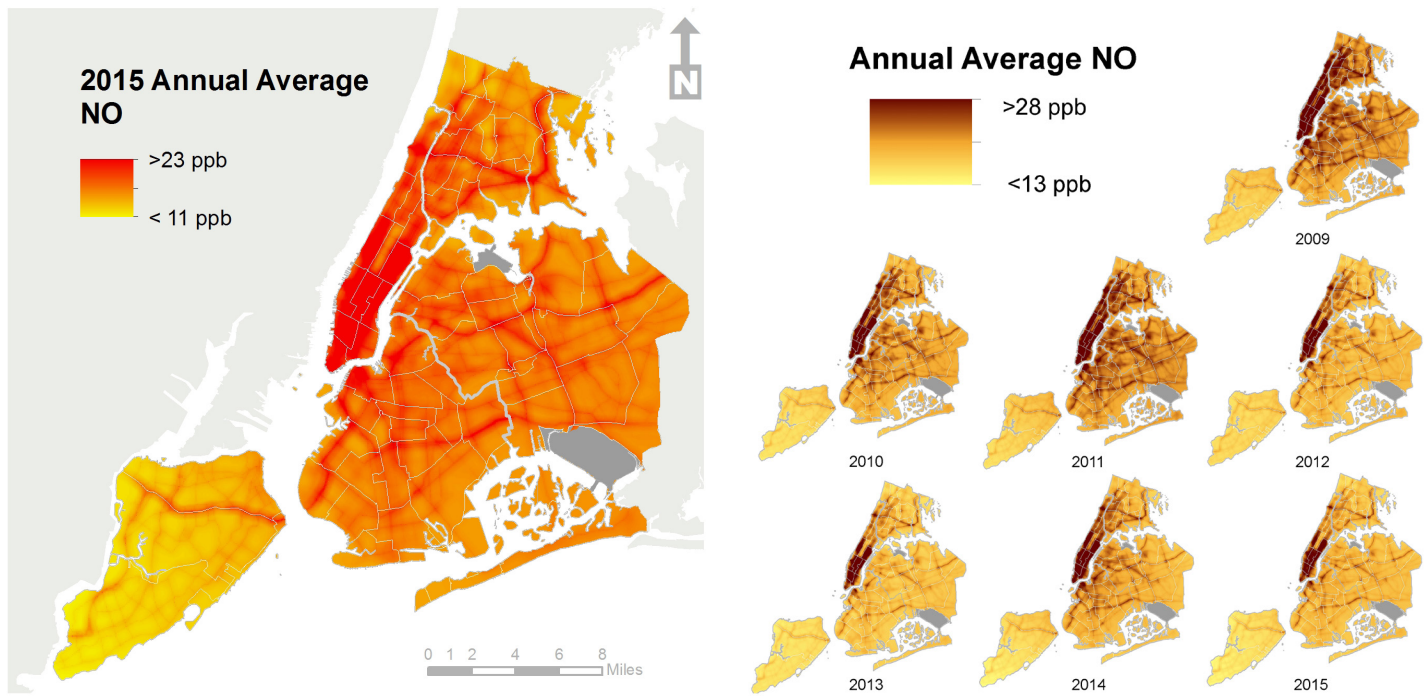 2015 Annual Average
NO
>23 ppb
< 11 ppb
N
0 1 2 4 6 8
Miles
Annual Average NO
>28 ppb
<13 ppb
2009
2010
2011
2012
2013
2014
2015